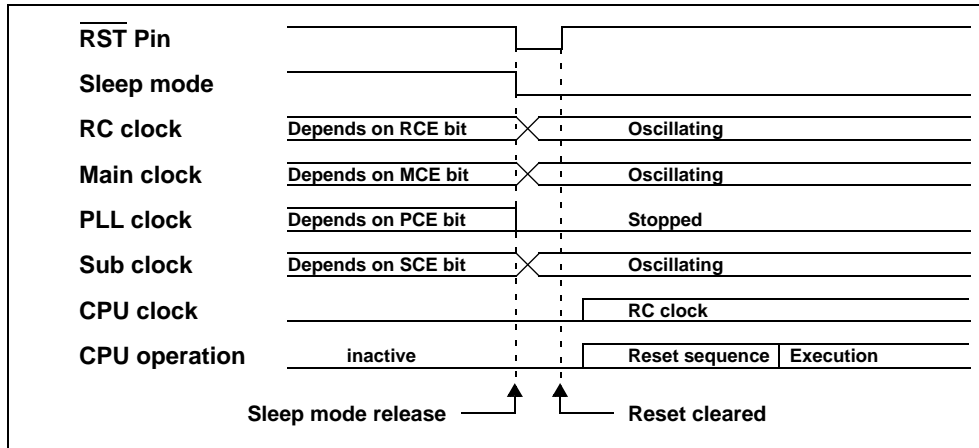 RST Pin
Sleep mode
RC clock Depends on RCE bit Oscillating
Main clock Depends on MCE bit Oscillating
PLL clock Depends on PCE bit Stopped
Sub clock Depends on SCE bit Oscillating
CPU clock RC clock
CPU operation inactive Reset sequence Execution
Sleep mode release Reset cleared